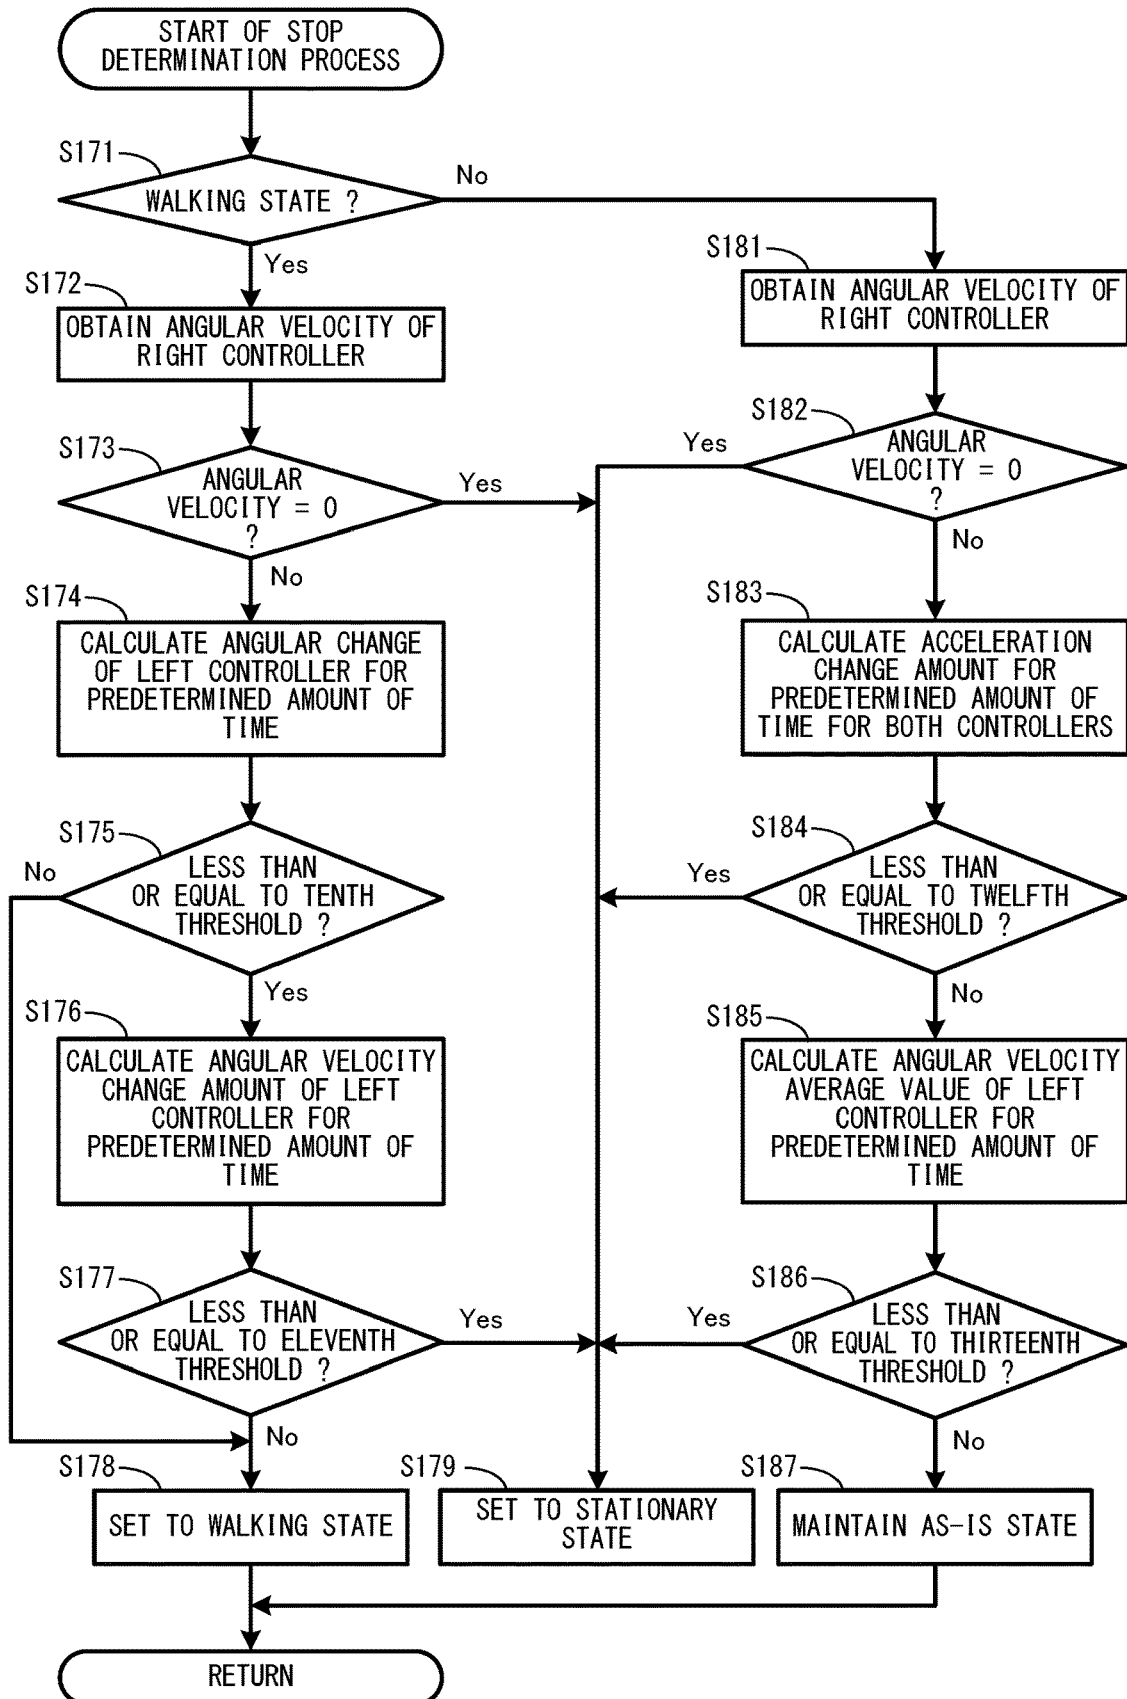 START OF STOP
DETERMINATION PROCESS
S171
WALKING STATE ?
No
Yes
S172
OBTAIN ANGULAR VELOCITY OF
RIGHT CONTROLLER
S173
ANGULAR
VELOCITY = 0
?
Yes
No
S174
CALCULATE ANGULAR CHANGE
OF LEFT CONTROLLER FOR
PREDETERMINED AMOUNT OF
TIME
S175
No
LESS THAN
OR EQUAL TO TENTH
THRESHOLD ?
Yes
S176
CALCULATE ANGULAR VELOCITY
CHANGE AMOUNT OF LEFT
CONTROLLER FOR
PREDETERMINED AMOUNT OF
TIME
S177
LESS THAN
OR EQUAL TO ELEVENTH
THRESHOLD ?
Yes
No
S178
SET TO WALKING STATE
S179
SET TO STATIONARY
STATE
S181
OBTAIN ANGULAR VELOCITY OF
RIGHT CONTROLLER
S182
Yes
ANGULAR
VELOCITY = 0
?
No
S183
CALCULATE ACCELERATION
CHANGE AMOUNT FOR
PREDETERMINED AMOUNT OF
TIME FOR BOTH CONTROLLERS
S184
Yes
LESS THAN
OR EQUAL TO TWELFTH
THRESHOLD ?
No
S185
CALCULATE ANGULAR VELOCITY
AVERAGE VALUE OF LEFT
CONTROLLER FOR
PREDETERMINED AMOUNT OF
TIME
S186
Yes
LESS THAN
OR EQUAL TO THIRTEENTH
THRESHOLD ?
No
S187
MAINTAIN AS-IS STATE
RETURN